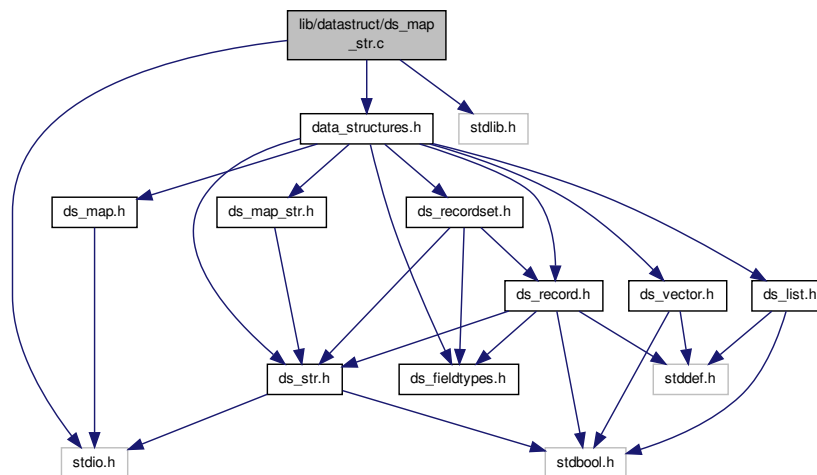 lib/datastruct/ds_map
_str.c
data_structures.h
stdlib.h
ds_map.h
ds_map_str.h
ds_recordset.h
ds_record.h
ds_vector.h
ds_list.h
ds_str.h
ds_fieldtypes.h
stddef.h
stdio.h
stdbool.h